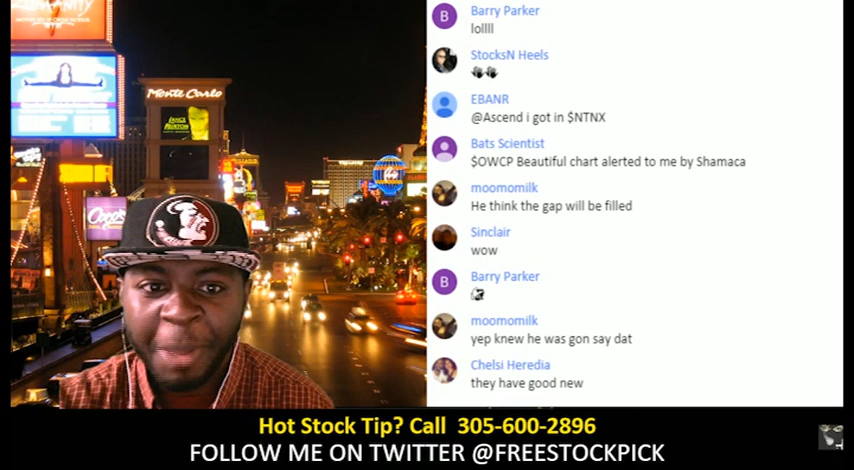 Monte Carlo
LANCE
BURTON
Coco's
Barry Parker
lollll
StocksN Heels
EBANR
@Ascend i got in $NTNX
Bats Scientist
$OWCP Beautiful chart alerted to me by Shamaca
moomomilk
He think the gap will be filled
Sinclair
wow
Barry Parker
moomomilk
yep knew he was gon say dat
Chelsi Heredia
they have good new
Hot Stock Tip? Call 305-600-2896
FOLLOW ME ON TWITTER @FREESTOCKPICK